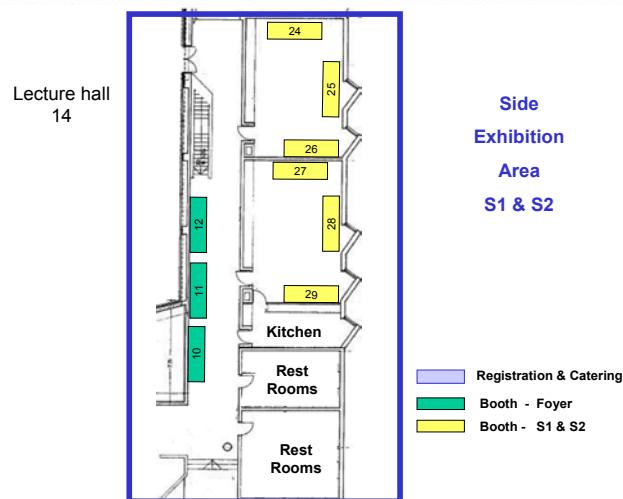 Lecture hall
14
24
25
26
27
28
29
12
11
10
Kitchen
Rest
Rooms
Rest
Rooms
Side
Exhibition
Area
S1 & S2
Registration & Catering
Booth - Foyer
Booth - S1 & S2